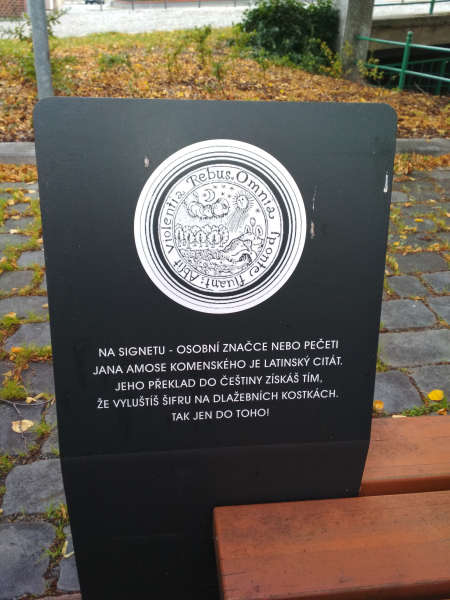 Omnia sponte fluant: Absit violentia Rebus.
NA SIGNETU - OSOBNÍ ZNAČCE NEBO PEČETI
JANA AMOSE KOMENSKÉHO JE LATINSKÝ CITÁT.
JEHO PŘEKLAD DO ČEŠTINY ZÍSKÁŠ TÍM,
ŽE VYLUŠTÍŠ ŠIFRU NA DLAŽEBNÍCH KOSTKÁCH.
TAK JEN DO TOHO!